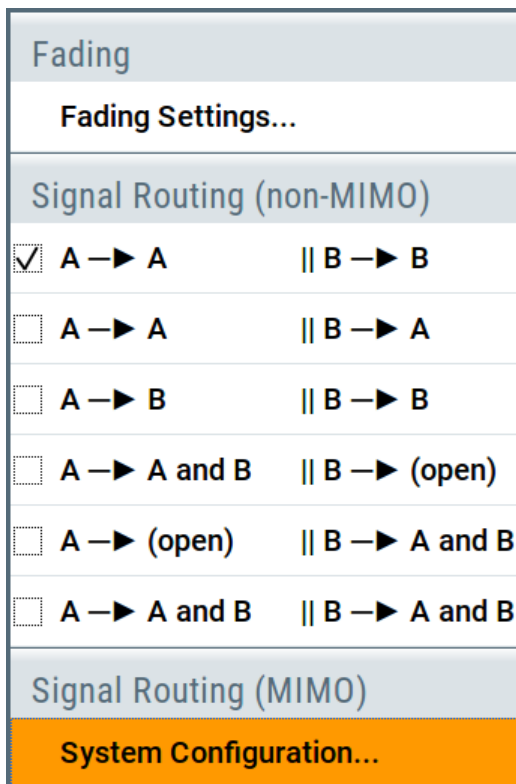 Fading
Fading Settings...
Signal Routing (non-MIMO)
A —► A || B —► B
A —► A || B —► A
A —► B || B —► B
A —► A and B || B —► (open)
A —► (open) || B —► A and B
A —► A and B || B —► A and B
Signal Routing (MIMO)
System Configuration...